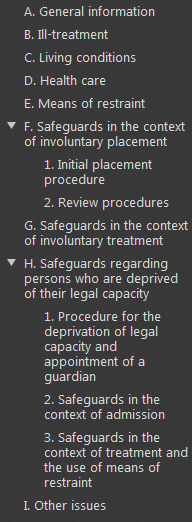 A. General information
B. Ill-treatment
C. Living conditions
D. Health care
E. Means of restraint
F. Safeguards in the context
of involuntary placement
1. Initial placement
procedure
2. Review procedures
G. Safeguards in the context
of involuntary treatment
H. Safeguards regarding
persons who are deprived
of their legal capacity
1. Procedure for the
deprivation of legal
capacity and
appointment of a
guardian
2. Safeguards in the
context of admission
3. Safeguards in the
context of treatment and
the use of means of
restraint
I. Other issues